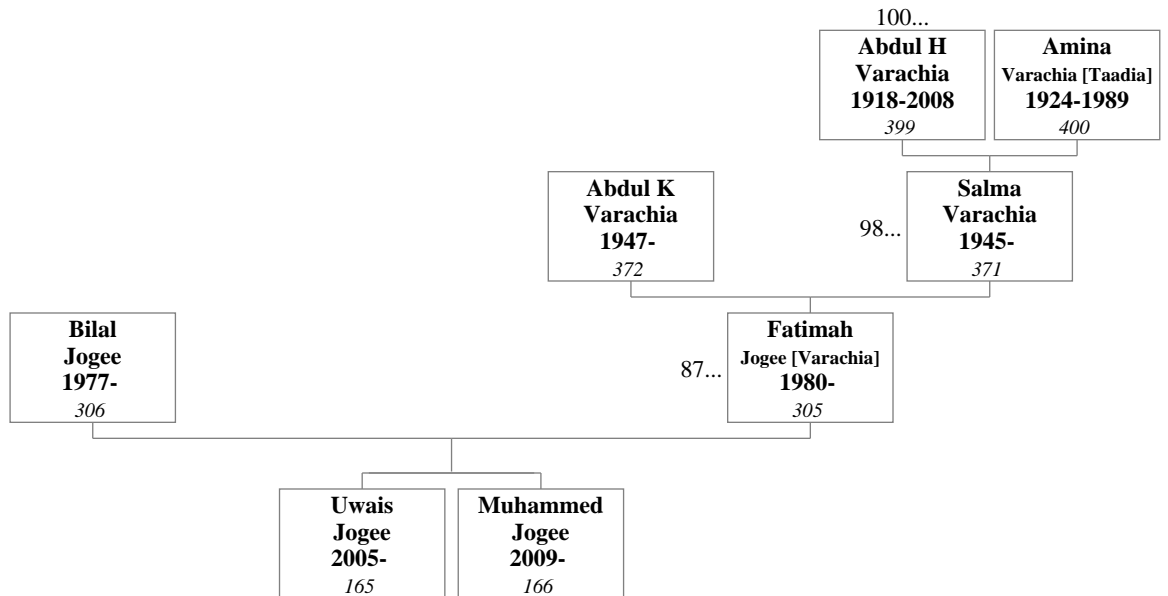 100...
Abdul H
Varachia
1918-2008
399
Amina
Varachia [Taadia]
1924-1989
400
Abdul K
Varachia
1947-
372
98...
Salma
Varachia
1945-
371
Bilal
Jogee
1977-
306
87...
Fatimah
Jogee [Varachia]
1980-
305
Uwais
Jogee
2005-
165
Muhammed
Jogee
2009-
166